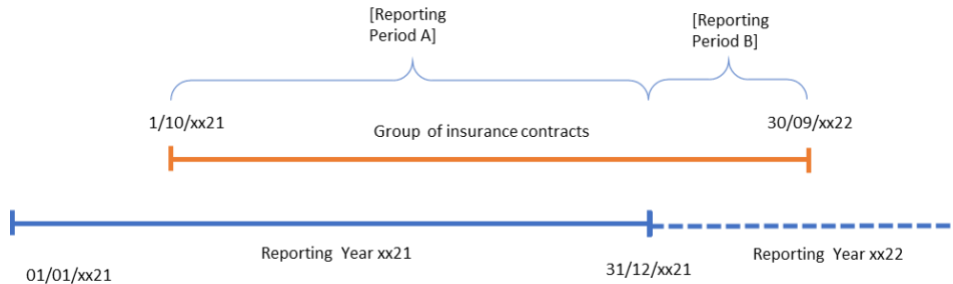 [Reporting
Period A]
[Reporting
Period B]
1/10/xx21
Group of insurance contracts
30/09/xx22
Reporting Year xx21
Reporting Year xx22
01/01/xx21
31/12/xx21